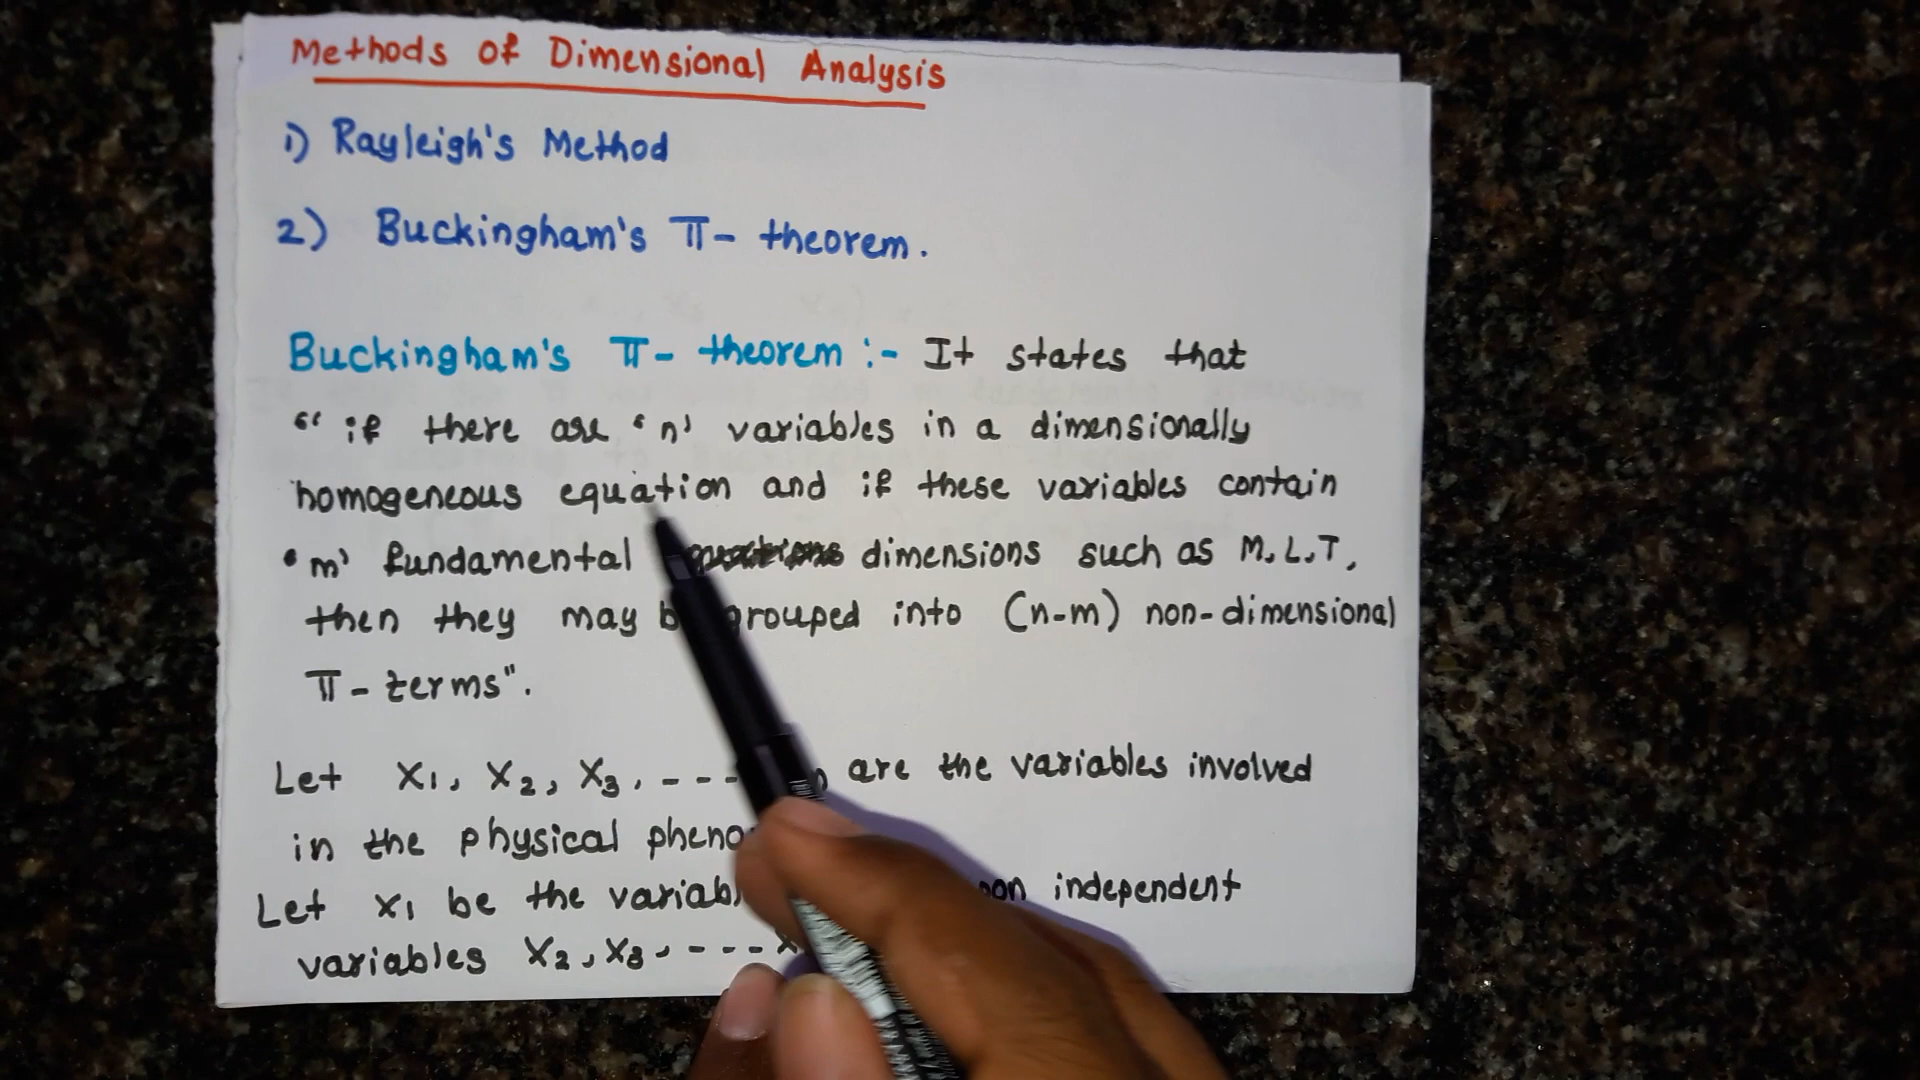 Methods of Dimensional Analysis
1) Rayleigh's Method
2) Buckingham's π- theorem.
Buckingham's π- theorem :- It states that
“ if there are ‘n’ variables in a dimensionally
homogeneous equation and if these variables contain
‘m’ fundamental dimensions such as M.L.T,
then they may grouped into (n-m) non-dimensional
π- terms".
Let x1, x2, x3, ---- are the variables involved
in the physical
Let x1 be the independent
variables x2, x3, ---